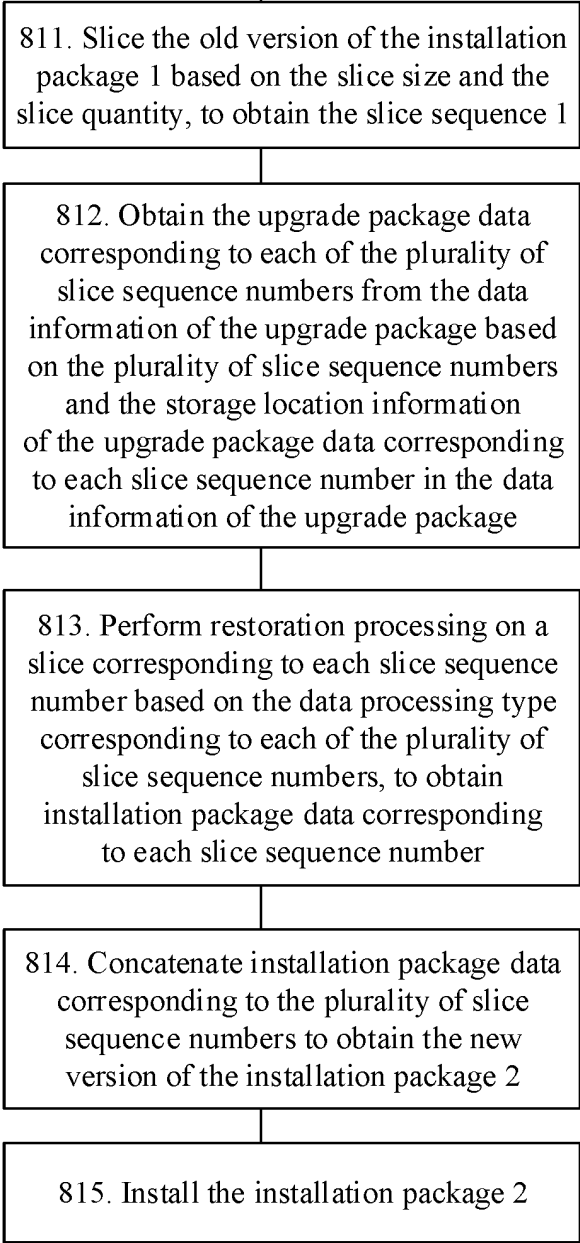 811. Slice the old version of the installation
package 1 based on the slice size and the
slice quantity, to obtain the slice sequence 1
812. Obtain the upgrade package data
corresponding to each of the plurality of
slice sequence numbers from the data
information of the upgrade package based
on the plurality of slice sequence numbers
and the storage location information
of the upgrade package data corresponding
to each slice sequence number in the data
information of the upgrade package
813. Perform restoration processing on a
slice corresponding to each slice sequence
number based on the data processing type
corresponding to each of the plurality of
slice sequence numbers, to obtain
installation package data corresponding
to each slice sequence number
814. Concatenate installation package data
corresponding to the plurality of slice
sequence numbers to obtain the new
version of the installation package 2
815. Install the installation package 2